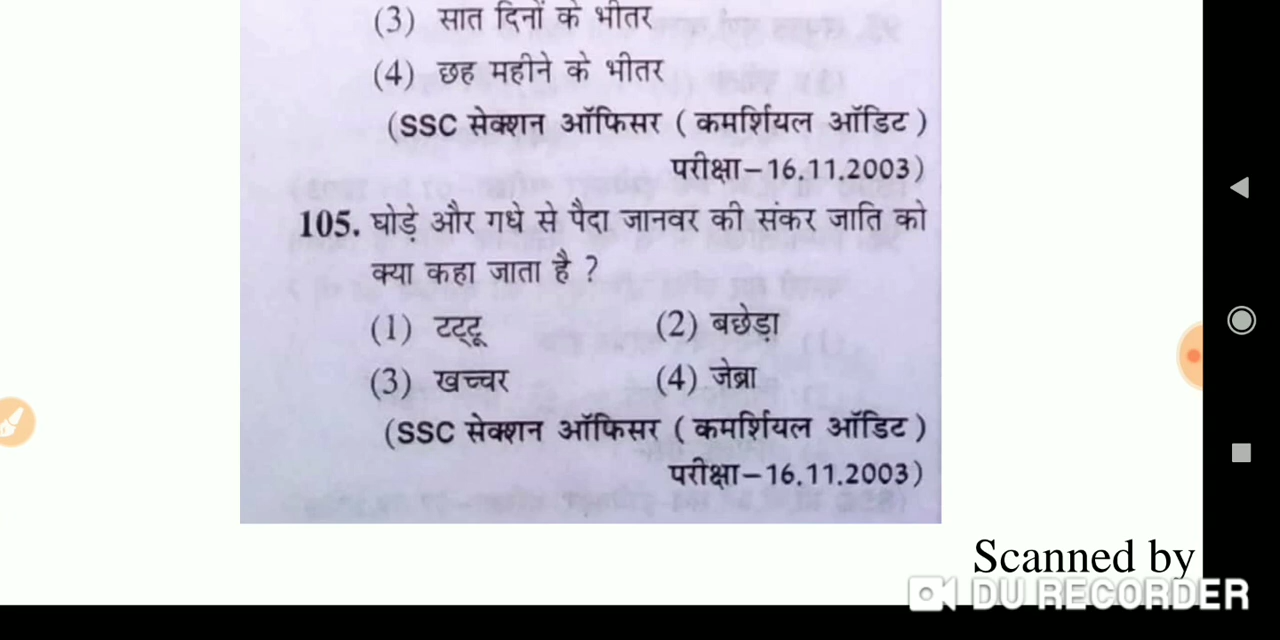 (3) सात दिनों के भीतर
(4) छह महीने के भीतर
(SSC सेक्शन ऑफिसर ( कमर्शियल ऑडिट )
परीक्षा–16.11.2003)
105. घोड़े और गधे से पैदा जानवर की संकर जाति को
क्या कहा जाता है ?
(1) टट्टू (2) बछेड़ा
(3) खच्चर (4) जेब्रा
(SSC सेक्शन ऑफिसर ( कमर्शियल ऑडिट )
परीक्षा–16.11.2003)
Scanned by
DU RECORDER